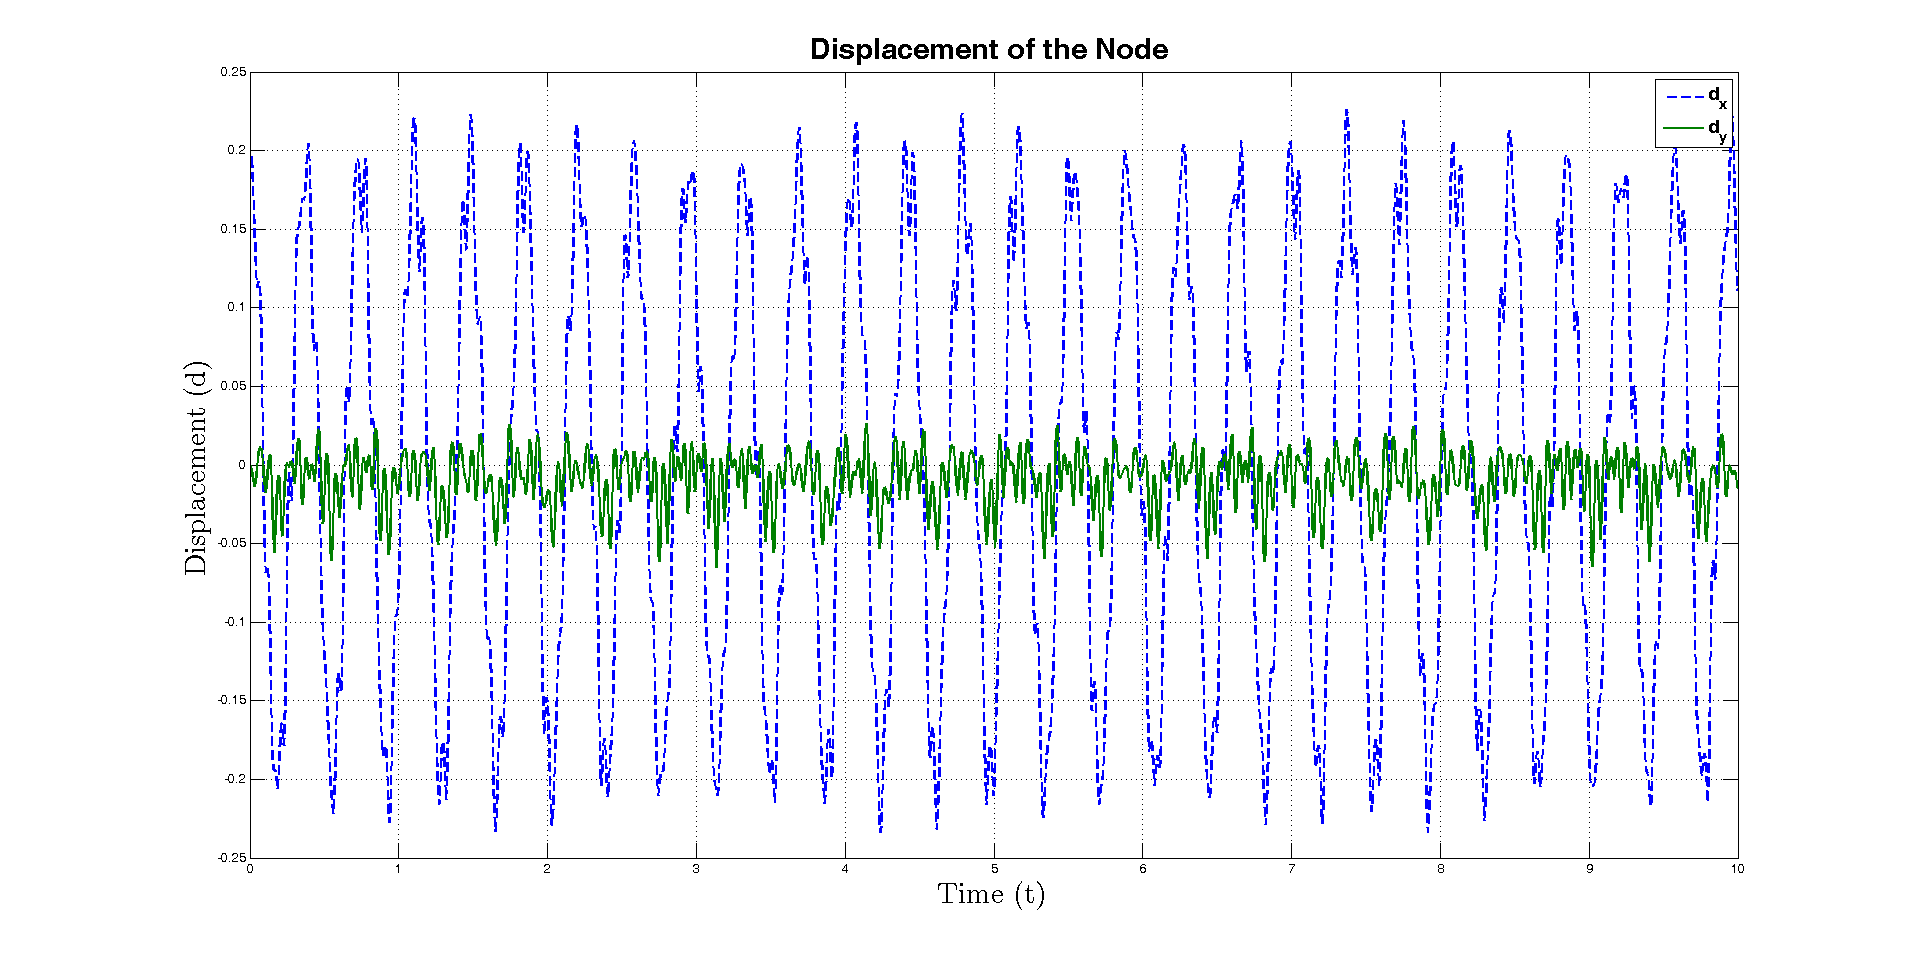 Displacement of the Node
d_x
d_y
0.25
0.2
0.15
0.1
0.05
0
-0.05
-0.1
-0.15
-0.2
-0.25
Displacement (d)
0 1 2 3 4 5 6 7 8 9 10
Time (t)